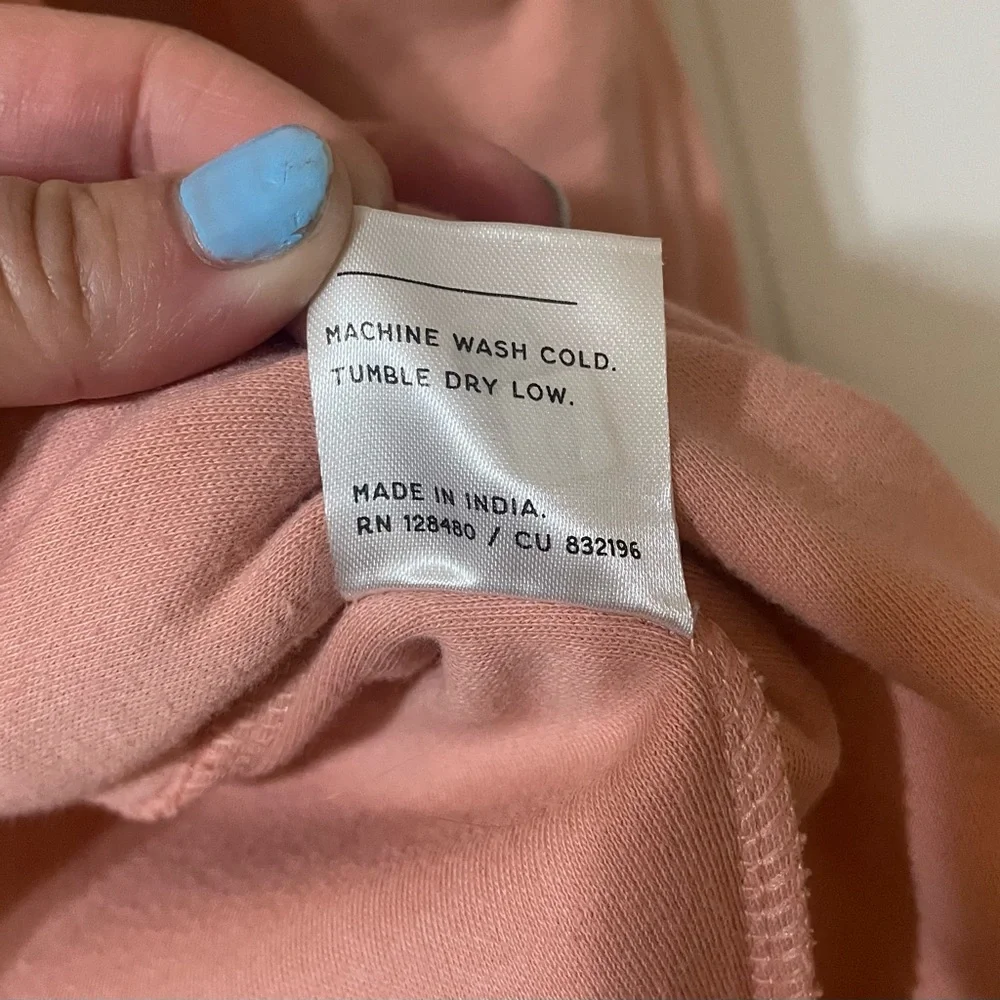 MACHINE WASH COLD.
TUMBLE DRY LOW.
MADE IN INDIA.
RN 128480 / CU 832196